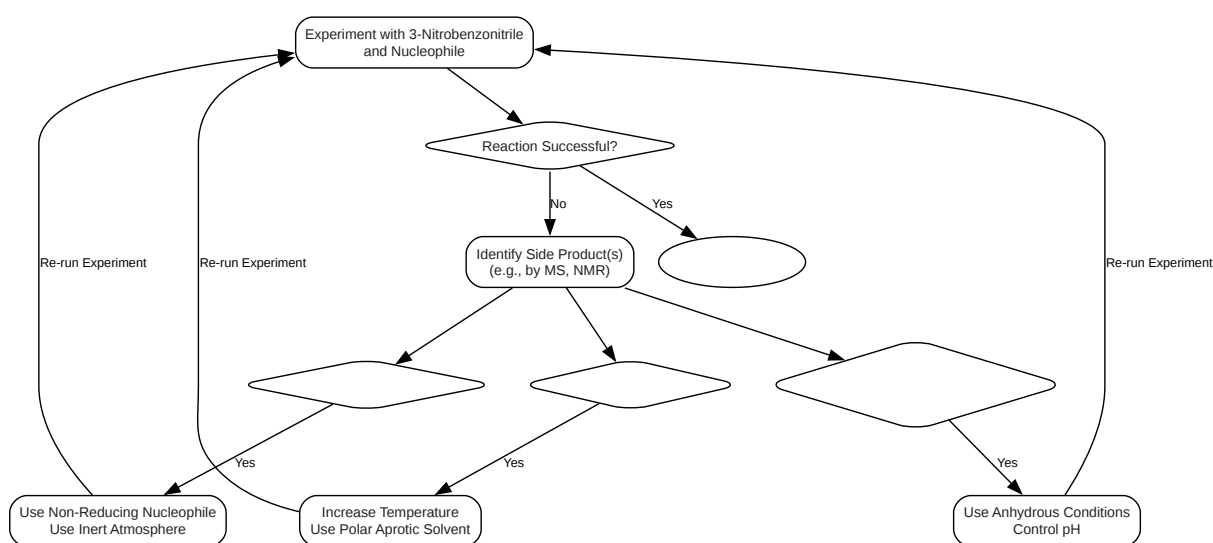 Experiment with 3-Nitrobenzonitrile
and Nucleophile
Reaction Successful?
No
Yes
Identify Side Product(s)
(e.g., by MS, NMR)
Re-run Experiment
Re-run Experiment
Re-run Experiment
Yes
Yes
Yes
Use Non-Reducing Nucleophile
Use Inert Atmosphere
Increase Temperature
Use Polar Aprotic Solvent
Use Anhydrous Conditions
Control pH